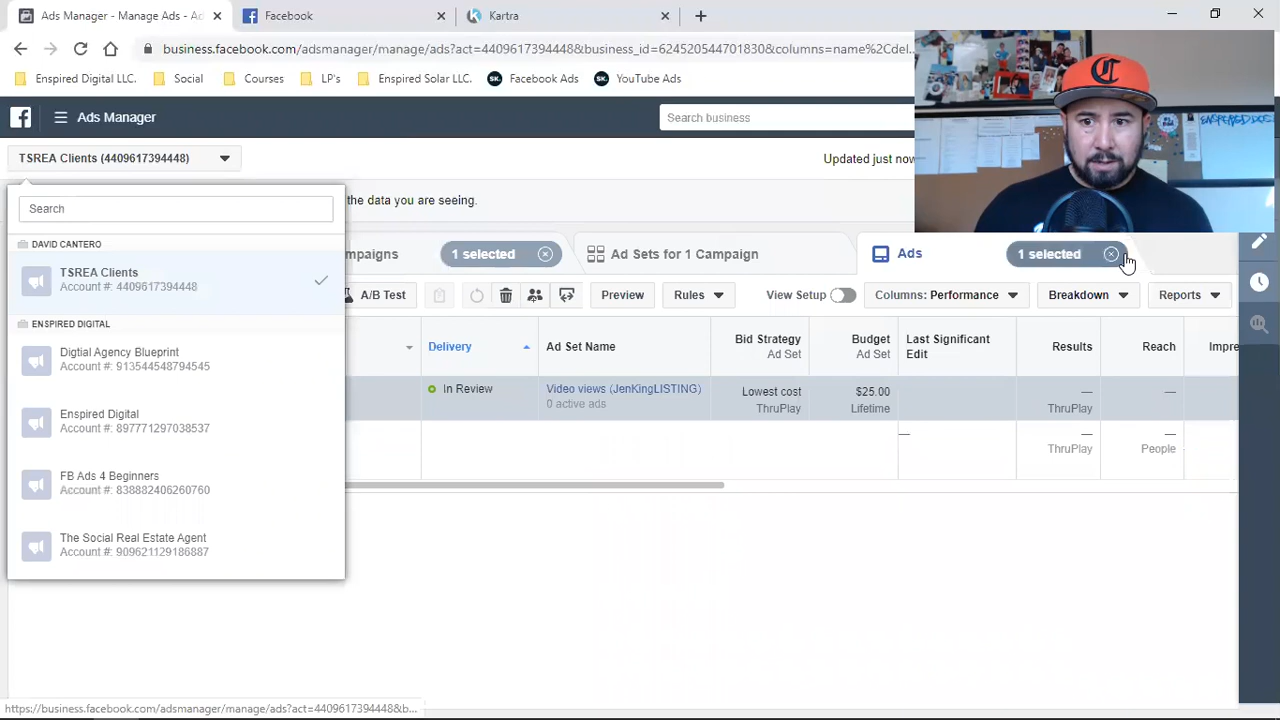 Ads Manager - Manage Ads - Ads
Facebook
Kartra
business.facebook.com/adsmanager/manage/ads?act=4409617394448&business_id=624520544701830&columns=name%2Cdel...
Enspired Digital LLC.
Social
Courses
LP's
Enspired Solar LLC.
SK.
Facebook Ads
SK.
YouTube Ads
Ads Manager
Search business
TSREA Clients (4409617394448)
Updated just now
Search
the data you are seeing.
DAVID CANTERO
TSREA Clients
Account #: 4409617394448
ENSPIRED DIGITAL
Digtial Agency Blueprint
Account #: 913544548794545
Enspired Digital
Account #: 897771297038537
FB Ads 4 Beginners
Account #: 838882406260760
The Social Real Estate Agent
Account #: 909621129186887
mpaigns
1 selected
Ad Sets for 1 Campaign
Ads
1 selected
A/B Test
Preview
Rules
View Setup
Columns: Performance
Breakdown
Reports
Delivery
Ad Set Name
Bid Strategy
Ad Set
Budget
Ad Set
Last Significant
Edit
Results
Reach
Impre
In Review
Video views (JenKingLISTING)
0 active ads
Lowest cost
ThruPlay
$25.00
Lifetime
—
ThruPlay
—
—
—
ThruPlay
—
People
https://business.facebook.com/adsmanager/manage/ads?act=4409617394448&b...